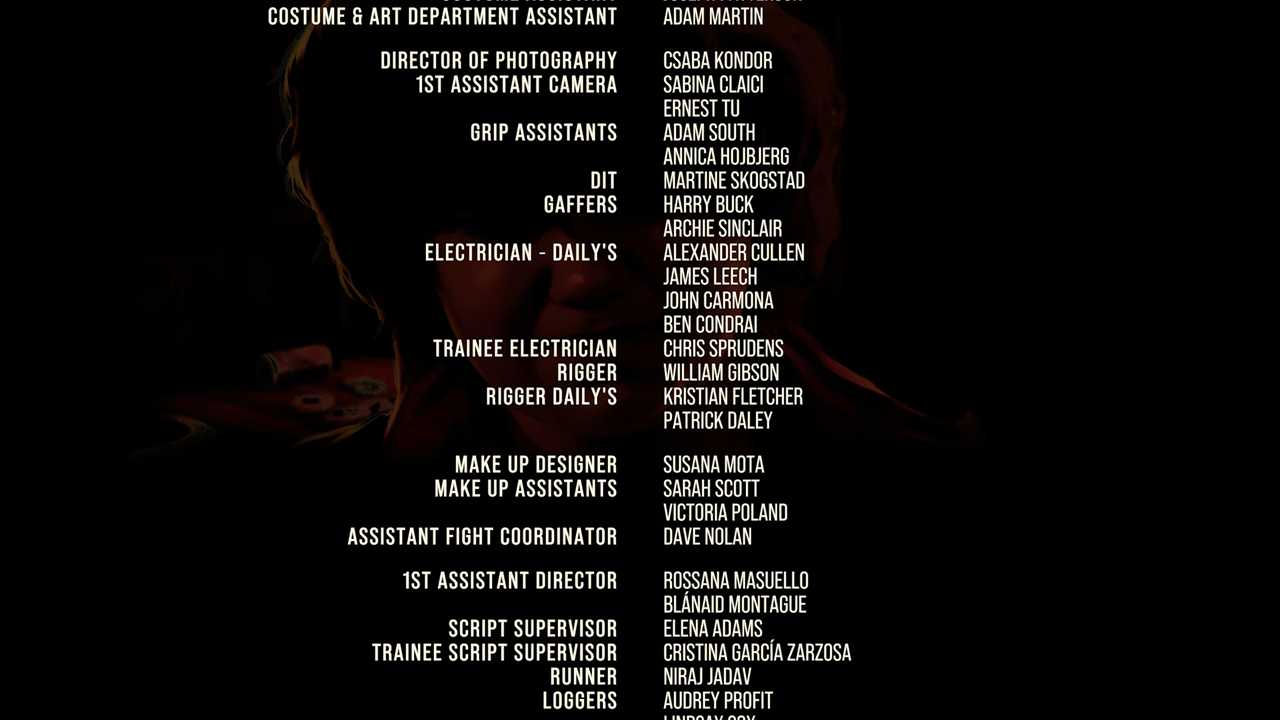 COSTUME & ART DEPARTMENT ASSISTANT ADAM MARTIN
DIRECTOR OF PHOTOGRAPHY CSABA KONDOR
1ST ASSISTANT CAMERA SABINA CLAICI
ERNEST TU
GRIP ASSISTANTS ADAM SOUTH
ANNICA HOJBJERG
DIT MARTINE SKOGSTAD
GAFFERS HARRY BUCK
ARCHIE SINCLAIR
ELECTRICIAN - DAILY'S ALEXANDER CULLEN
JAMES LEECH
JOHN CARMONA
BEN CONDRAI
TRAINEE ELECTRICIAN CHRIS SPRUDENS
RIGGER WILLIAM GIBSON
RIGGER DAILY'S KRISTIAN FLETCHER
PATRICK DALEY
MAKE UP DESIGNER SUSANA MOTA
MAKE UP ASSISTANTS SARAH SCOTT
VICTORIA POLAND
ASSISTANT FIGHT COORDINATOR DAVE NOLAN
1ST ASSISTANT DIRECTOR ROSSANA MASUELLO
BLÁNAID MONTAGUE
SCRIPT SUPERVISOR ELENA ADAMS
TRAINEE SCRIPT SUPERVISOR CRISTINA GARCÍA ZARZOSA
RUNNER NIRAJ JADAV
LOGGERS AUDREY PROFIT